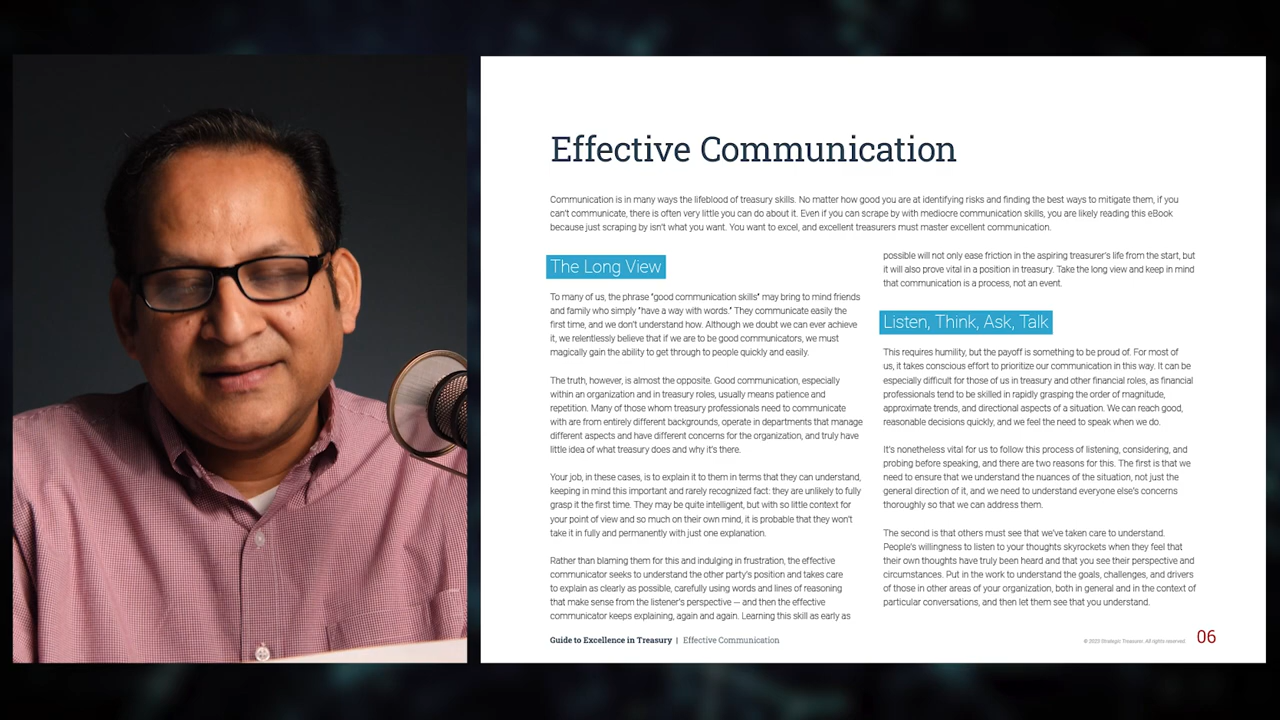 Effective Communication
Communication is in many ways the lifeblood of treasury skills. No matter how good you are at identifying risks and finding the best ways to mitigate them, if you
can't communicate, there is often very little you can do about it. Even if you can scrape by with mediocre communication skills, you are likely reading this eBook
because just scraping by isn't what you want. You want to excel, and excellent treasurers must master excellent communication.
The Long View
To many of us, the phrase "good communication skills" may bring to mind friends
and family who simply "have a way with words." They communicate easily the
first time, and we don't understand how. Although we doubt we can ever achieve
it, we relentlessly believe that if we are to be good communicators, we must
magically gain the ability to get through to people quickly and easily.
The truth, however, is almost the opposite. Good communication, especially
within an organization and in treasury roles, usually means patience and
repetition. Many of those whom treasury professionals need to communicate
with are from entirely different backgrounds, operate in departments that manage
different aspects and have different concerns for the organization, and truly have
little idea of what treasury does and why it's there.
Your job, in these cases, is to explain it to them in terms that they can understand,
keeping in mind this important and rarely recognized fact: they are unlikely to fully
grasp it the first time. They may be quite intelligent, but with so little context for
your point of view and so much on their own mind, it is probable that they won't
take it in fully and permanently with just one explanation.
Rather than blaming them for this and indulging in frustration, the effective
communicator seeks to understand the other party's position and takes care
to explain as clearly as possible, carefully using words and lines of reasoning
that make sense from the listener's perspective -- and then the effective
communicator keeps explaining, again and again. Learning this skill as early as
possible will not only ease friction in the aspiring treasurer's life from the start, but
it will also prove vital in a position in treasury. Take the long view and keep in mind
that communication is a process, not an event.
Listen, Think, Ask, Talk
This requires humility, but the payoff is something to be proud of. For most of
us, it takes conscious effort to prioritize our communication in this way. It can be
especially difficult for those of us in treasury and other financial roles, as financial
professionals tend to be skilled in rapidly grasping the order of magnitude,
approximate trends, and directional aspects of a situation. We can reach good,
reasonable decisions quickly, and we feel the need to speak when we do.
It's nonetheless vital for us to follow this process of listening, considering, and
probing before speaking, and there are two reasons for this. The first is that we
need to ensure that we understand the nuances of the situation, not just the
general direction of it, and we need to understand everyone else's concerns
thoroughly so that we can address them.
The second is that others must see that we've taken care to understand.
People's willingness to listen to your thoughts skyrockets when they feel that
their own thoughts have truly been heard and that you see their perspective and
circumstances. Put in the work to understand the goals, challenges, and drivers
of those in other areas of your organization, both in general and in the context of
particular conversations, and then let them see that you understand.
Guide to Excellence in Treasury | Effective Communication
© 2023 Strategic Treasurer. All rights reserved. 06